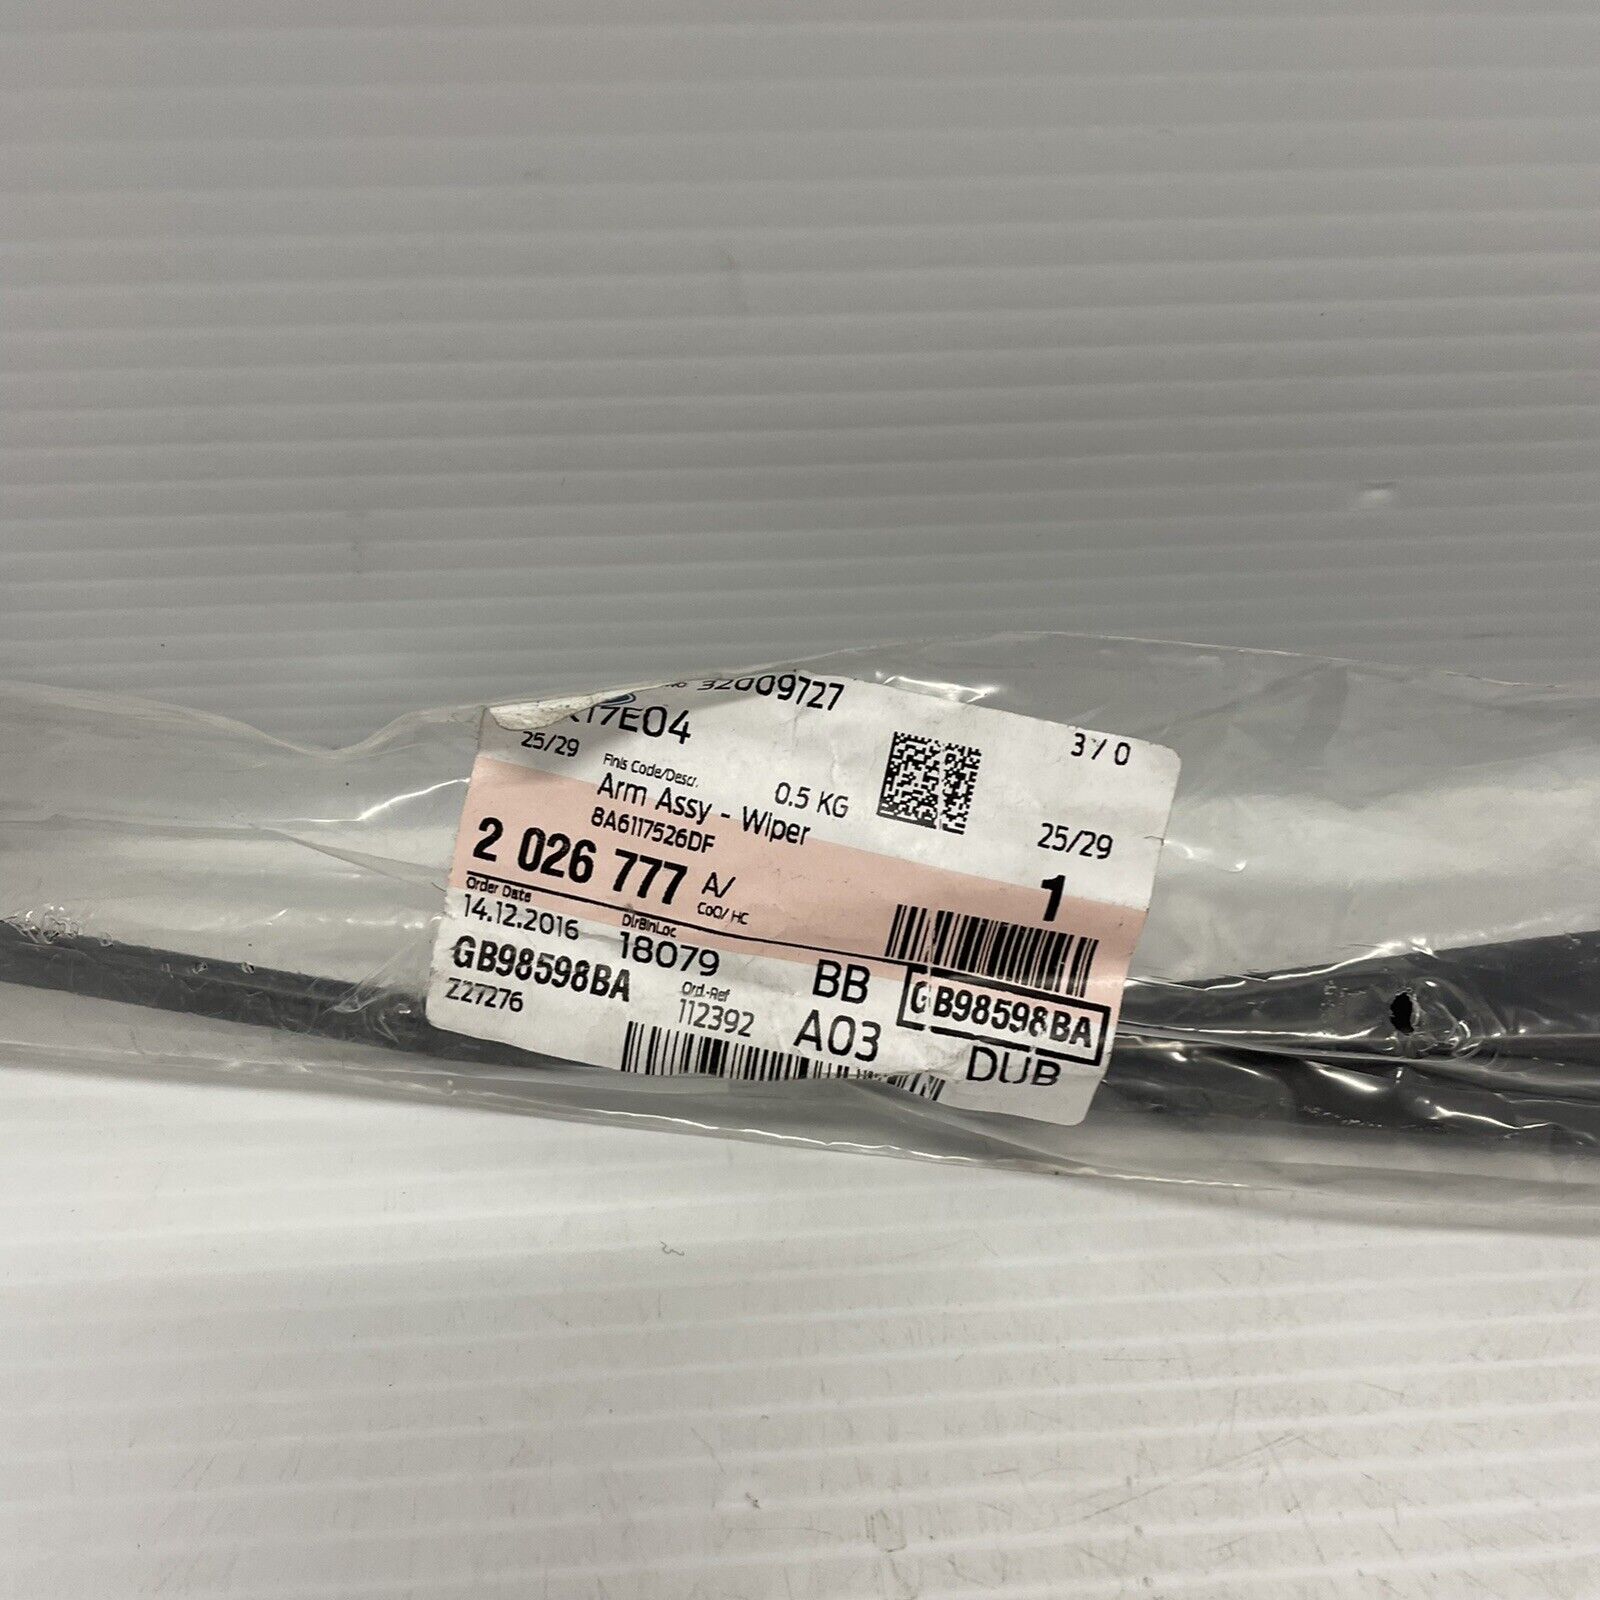 32009727
17E04
3 / 0
25/29
Finis Code/Descr.
0.5 KG
Arm Assy - Wiper
25/29
8A6117526DF
2 026 777 A/
CoO/ HC
1
Order Date
14.12.2016
DlrBinLoc
18079
GB98598BA
BB
GB98598BA
Z27276
Ord.-Ref
112392
A03
DUB